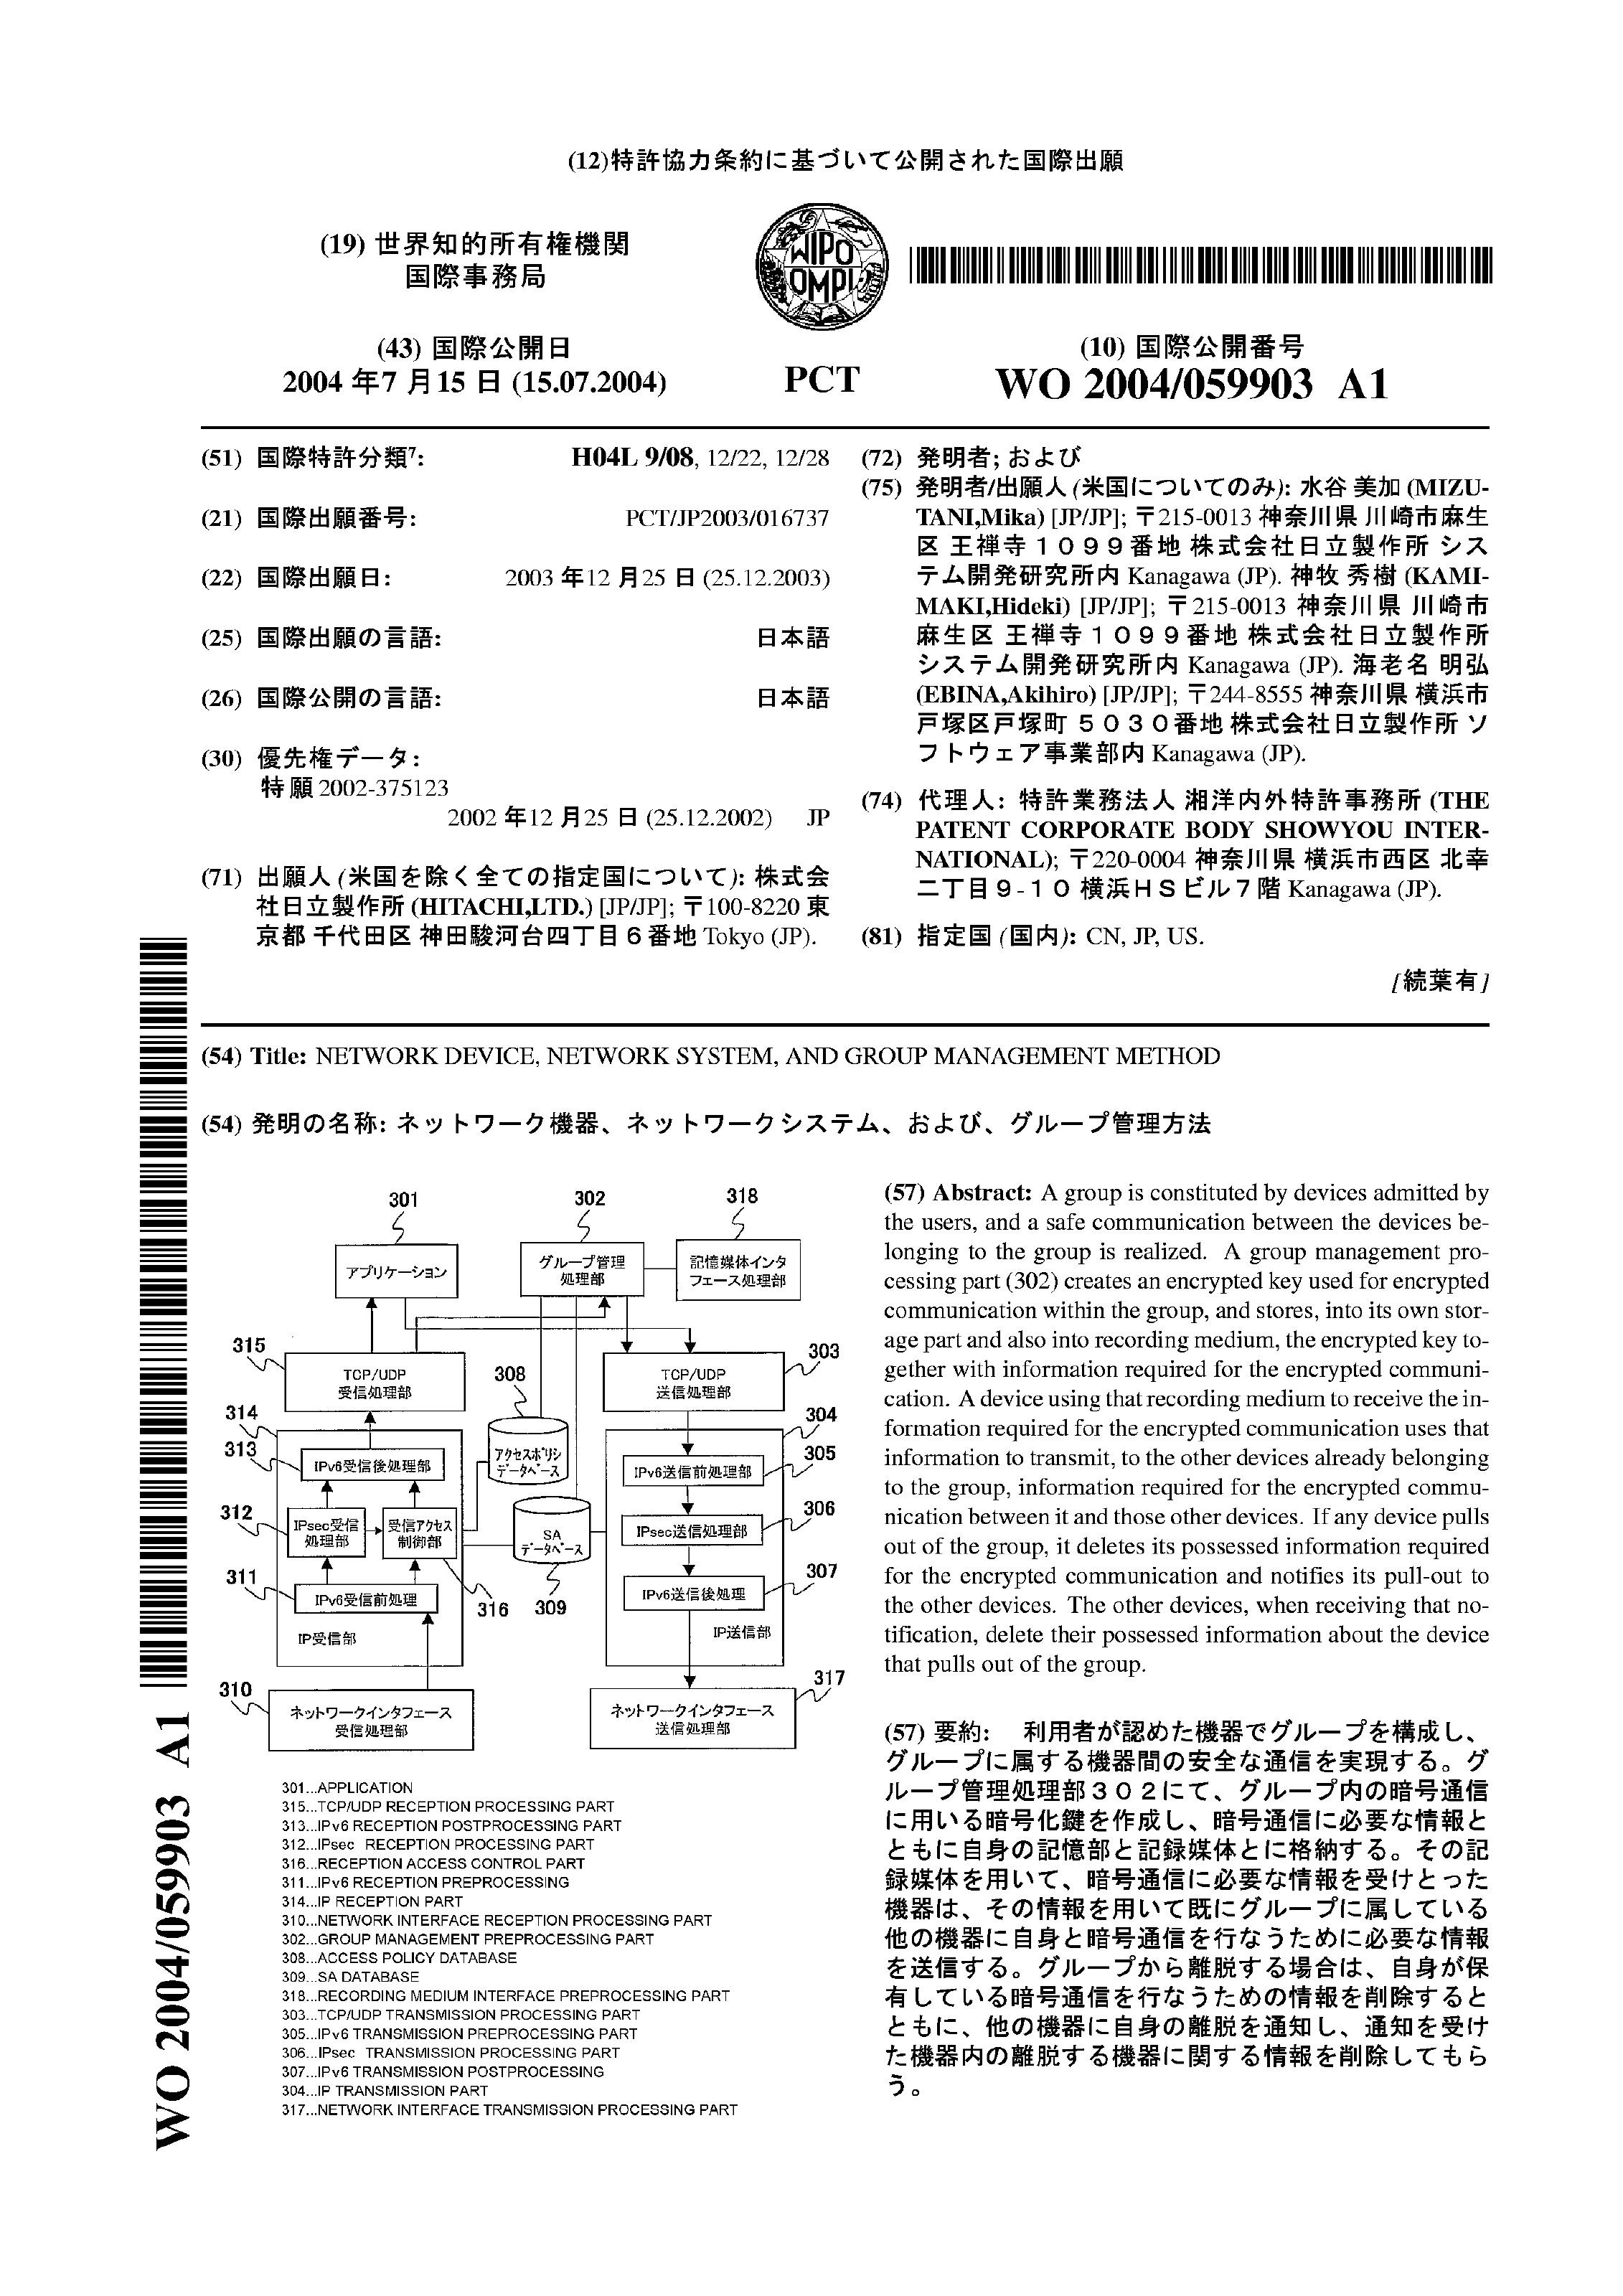 (12)特許協力条約に基づいて公開された国際出願
(19) 世界知的所有権機関
国際事務局
WIPO
OMPI
(43) 国際公開日
2004 年7 月15 日 (15.07.2004)
PCT
(10) 国際公開番号
WO 2004/059903 A1
(51) 国際特許分類7: H04L 9/08, 12/22, 12/28
(21) 国際出願番号: PCT/JP2003/016737
(22) 国際出願日: 2003 年12 月25 日 (25.12.2003)
(25) 国際出願の言語: 日本語
(26) 国際公開の言語: 日本語
(30) 優先権データ:
特願2002-375123
2002 年12 月25 日 (25.12.2002) JP
(71) 出願人 (米国を除く全ての指定国について): 株式会
社日立製作所 (HITACHI,LTD.) [JP/JP]; 〒100-8220 東
京都 千代田区 神田駿河台四丁目6番地 Tokyo (JP).
(72) 発明者; および
(75) 発明者/出願人 (米国についてのみ): 水谷 美加 (MIZU-
TANI,Mika) [JP/JP]; 〒215-0013 神奈川県 川崎市麻生
区 王禅寺1099番地 株式会社日立製作所 シス
テム開発研究所内 Kanagawa (JP). 神牧 秀樹 (KAMI-
MAKI,Hideki) [JP/JP]; 〒215-0013 神奈川県 川崎市
麻生区 王禅寺1099番地 株式会社日立製作所
システム開発研究所内 Kanagawa (JP). 海老名 明弘
(EBINA,Akihiro) [JP/JP]; 〒244-8555 神奈川県 横浜市
戸塚区戸塚町 5030番地 株式会社日立製作所 ソ
フトウェア事業部内 Kanagawa (JP).
(74) 代理人: 特許業務法人 湘洋内外特許事務所 (THE
PATENT CORPORATE BODY SHOWYOU INTER-
NATIONAL); 〒220-0004 神奈川県 横浜市西区 北幸
二丁目9-10 横浜HSビル7階 Kanagawa (JP).
(81) 指定国 (国内): CN, JP, US.
[続葉有]
(54) Title: NETWORK DEVICE, NETWORK SYSTEM, AND GROUP MANAGEMENT METHOD
(54) 発明の名称: ネットワーク機器、ネットワークシステム、および、グループ管理方法
301
302
318
アプリケーション
グループ管理
処理部
記憶媒体インタ
フェース処理部
315
TCP/UDP
受信処理部
308
TCP/UDP
送信処理部
303
314
304
313
IPv6受信後処理部
アクセスポリシ
データベース
IPv6送信前処理部
305
312
IPsec受信
処理部
受信アクセス
制御部
SA
データベース
IPsec送信処理部
306
311
IPv6受信前処理
316
309
IPv6送信後処理
307
IP受信部
IP送信部
310
ネットワークインタフェース
受信処理部
ネットワークインタフェース
送信処理部
317
301...APPLICATION
315...TCP/UDP RECEPTION PROCESSING PART
313...IPv6 RECEPTION POSTPROCESSING PART
312...IPsec RECEPTION PROCESSING PART
316...RECEPTION ACCESS CONTROL PART
311...IPv6 RECEPTION PREPROCESSING
314...IP RECEPTION PART
310...NETWORK INTERFACE RECEPTION PROCESSING PART
302...GROUP MANAGEMENT PREPROCESSING PART
308...ACCESS POLICY DATABASE
309...SA DATABASE
318...RECORDING MEDIUM INTERFACE PREPROCESSING PART
303...TCP/UDP TRANSMISSION PROCESSING PART
305...IPv6 TRANSMISSION PREPROCESSING PART
306...IPsec TRANSMISSION PROCESSING PART
307...IPv6 TRANSMISSION POSTPROCESSING
304...IP TRANSMISSION PART
317...NETWORK INTERFACE TRANSMISSION PROCESSING PART
(57) Abstract: A group is constituted by devices admitted by
the users, and a safe communication between the devices be-
longing to the group is realized. A group management pro-
cessing part (302) creates an encrypted key used for encrypted
communication within the group, and stores, into its own stor-
age part and also into recording medium, the encrypted key to-
gether with information required for the encrypted communi-
cation. A device using that recording medium to receive the in-
formation required for the encrypted communication uses that
information to transmit, to the other devices already belonging
to the group, information required for the encrypted commu-
nication between it and those other devices. If any device pulls
out of the group, it deletes its possessed information required
for the encrypted communication and notifies its pull-out to
the other devices. The other devices, when receiving that no-
tification, delete their possessed information about the device
that pulls out of the group.
(57) 要約: 利用者が認めた機器でグループを構成し、
グループに属する機器間の安全な通信を実現する。グ
ループ管理処理部302にて、グループ内の暗号通信
に用いる暗号化鍵を作成し、暗号通信に必要な情報と
ともに自身の記憶部と記録媒体とに格納する。その記
録媒体を用いて、暗号通信に必要な情報を受けとった
機器は、その情報を用いて既にグループに属している
他の機器に自身と暗号通信を行なうために必要な情報
を送信する。グループから離脱する場合は、自身が保
有している暗号通信を行なうための情報を削除すると
ともに、他の機器に自身の離脱を通知し、通知を受け
た機器内の離脱する機器に関する情報を削除してもら
う。
WO 2004/059903 A1